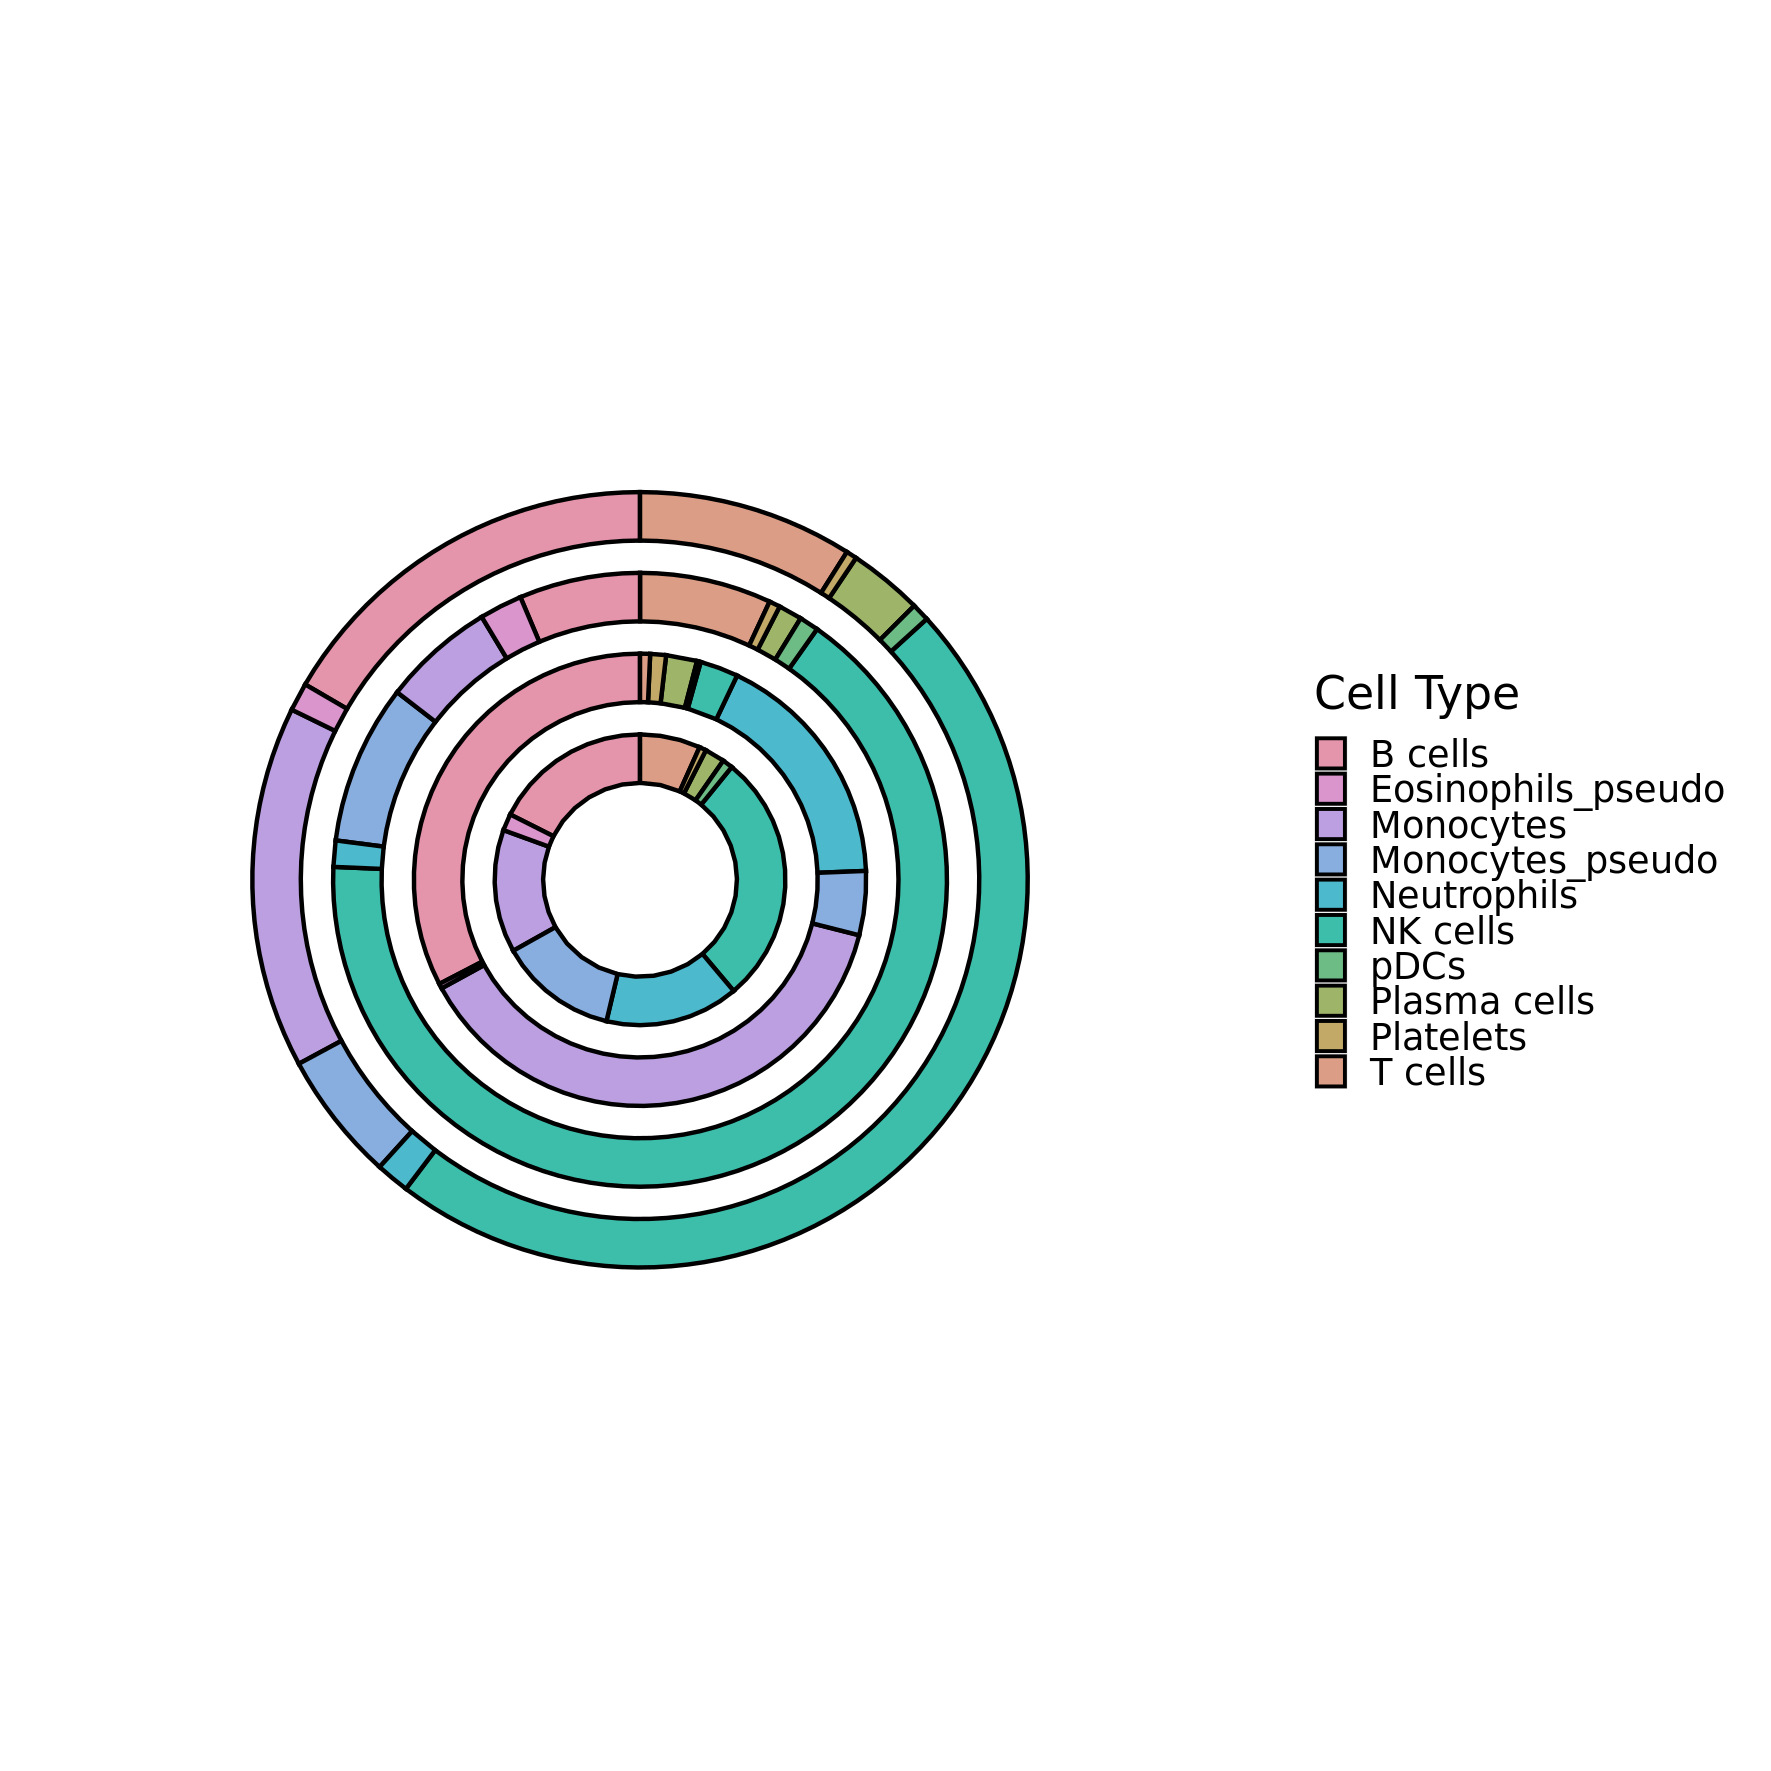 Cell Type
B cells
Eosinophils_pseudo
Monocytes
Monocytes_pseudo
Neutrophils
NK cells
pDCs
Plasma cells
Platelets
T cells